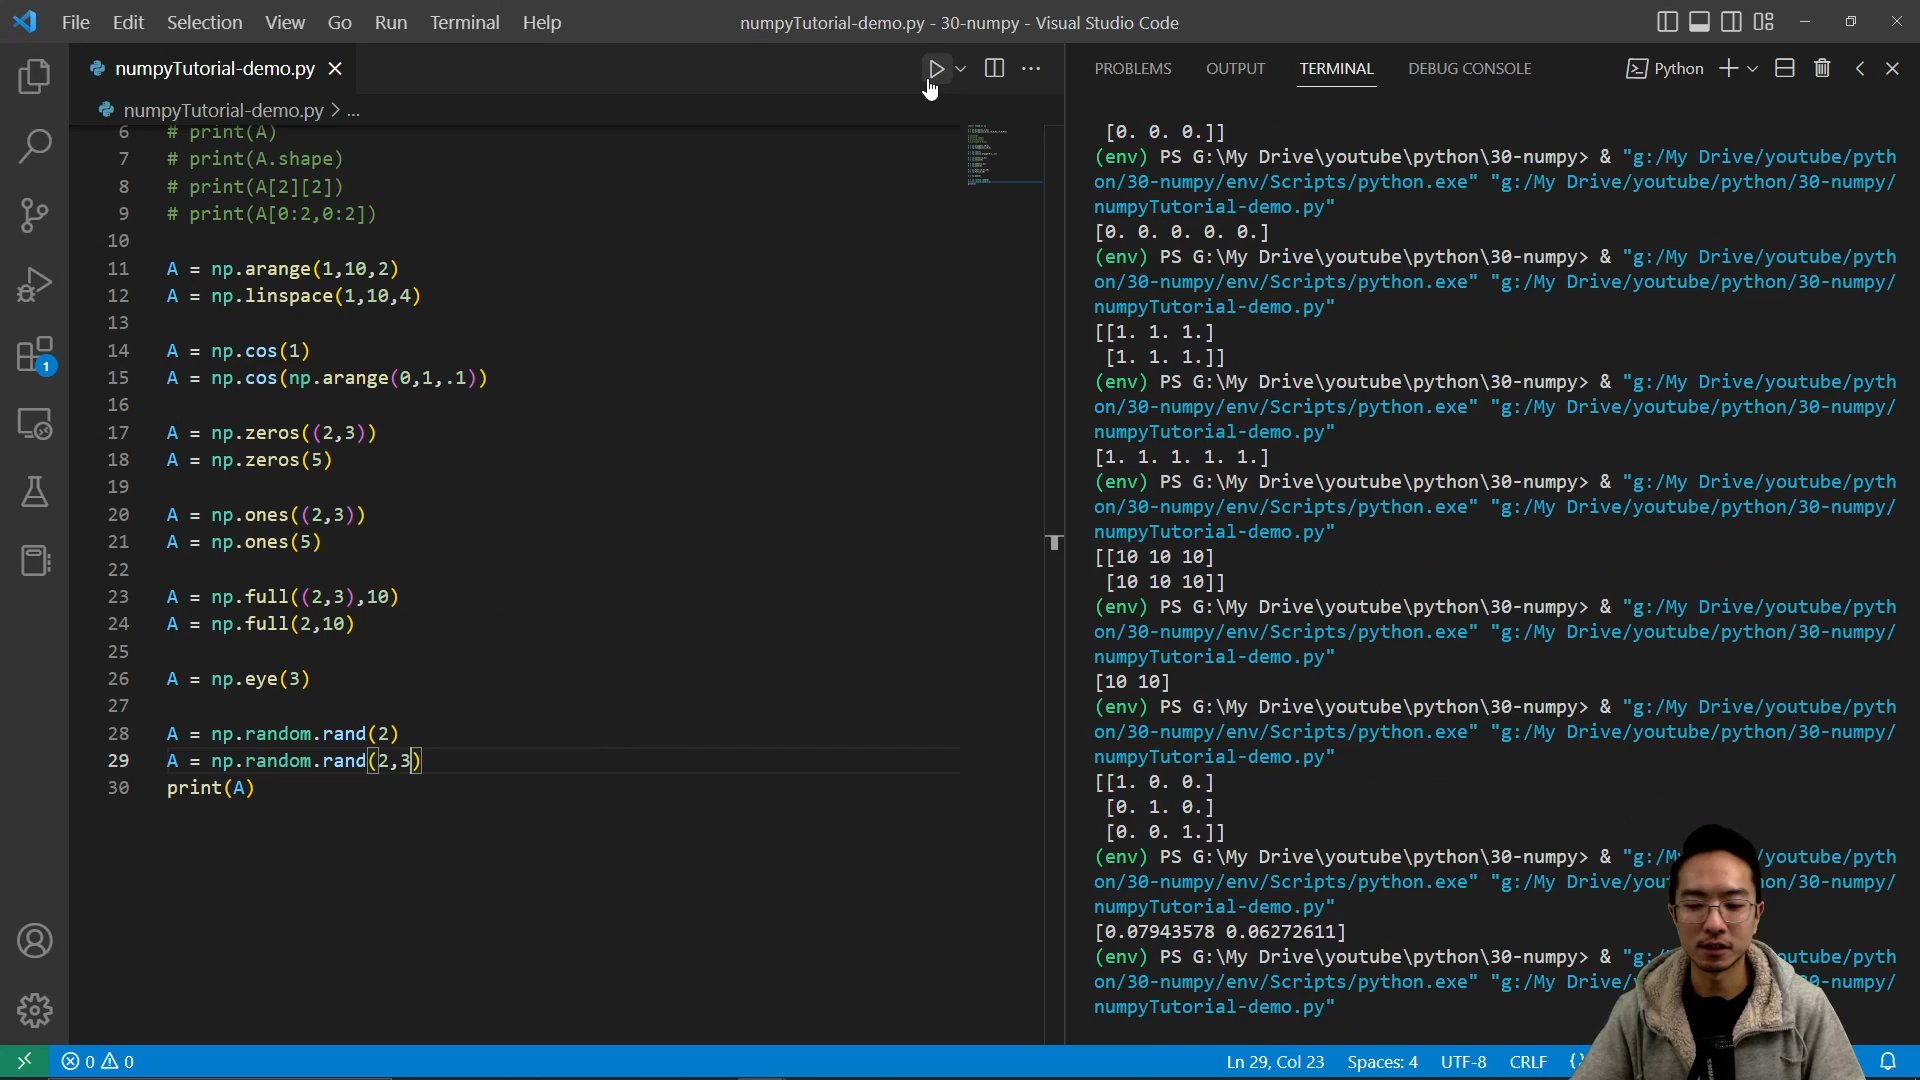 File Edit Selection View Go Run Terminal Help
numpyTutorial-demo.py - 30-numpy - Visual Studio Code
numpyTutorial-demo.py
numpyTutorial-demo.py > ...
6 # print(A)
7 # print(A.shape)
8 # print(A[2][2])
9 # print(A[0:2,0:2])
10
11 A = np.arange(1,10,2)
12 A = np.linspace(1,10,4)
13
14 A = np.cos(1)
15 A = np.cos(np.arange(0,1,.1))
16
17 A = np.zeros((2,3))
18 A = np.zeros(5)
19
20 A = np.ones((2,3))
21 A = np.ones(5)
22
23 A = np.full((2,3),10)
24 A = np.full(2,10)
25
26 A = np.eye(3)
27
28 A = np.random.rand(2)
29 A = np.random.rand(2,3)
30 print(A)
PROBLEMS OUTPUT TERMINAL DEBUG CONSOLE Python
[0. 0. 0.]]
(env) PS G:\My Drive\youtube\python\30-numpy> & "g:/My Drive/youtube/pyth
on/30-numpy/env/Scripts/python.exe" "g:/My Drive/youtube/python/30-numpy/
numpyTutorial-demo.py"
[0. 0. 0. 0. 0.]
(env) PS G:\My Drive\youtube\python\30-numpy> & "g:/My Drive/youtube/pyth
on/30-numpy/env/Scripts/python.exe" "g:/My Drive/youtube/python/30-numpy/
numpyTutorial-demo.py"
[[1. 1. 1.]
[1. 1. 1.]]
(env) PS G:\My Drive\youtube\python\30-numpy> & "g:/My Drive/youtube/pyth
on/30-numpy/env/Scripts/python.exe" "g:/My Drive/youtube/python/30-numpy/
numpyTutorial-demo.py"
[1. 1. 1. 1. 1.]
(env) PS G:\My Drive\youtube\python\30-numpy> & "g:/My Drive/youtube/pyth
on/30-numpy/env/Scripts/python.exe" "g:/My Drive/youtube/python/30-numpy/
numpyTutorial-demo.py"
[[10 10 10]
[10 10 10]]
(env) PS G:\My Drive\youtube\python\30-numpy> & "g:/My Drive/youtube/pyth
on/30-numpy/env/Scripts/python.exe" "g:/My Drive/youtube/python/30-numpy/
numpyTutorial-demo.py"
[10 10]
(env) PS G:\My Drive\youtube\python\30-numpy> & "g:/My Drive/youtube/pyth
on/30-numpy/env/Scripts/python.exe" "g:/My Drive/youtube/python/30-numpy/
numpyTutorial-demo.py"
[[1. 0. 0.]
[0. 1. 0.]
[0. 0. 1.]]
(env) PS G:\My Drive\youtube\python\30-numpy> & "g:/M youtube/pyth
on/30-numpy/env/Scripts/python.exe" "g:/My Drive/you on/30-numpy/
numpyTutorial-demo.py"
[0.07943578 0.06272611]
(env) PS G:\My Drive\youtube\python\30-numpy> & "g:/ utube/pyth
on/30-numpy/env/Scripts/python.exe" "g:/My Drive/ -numpy/
numpyTutorial-demo.py"
1
0 0
Ln 29, Col 23 Spaces: 4 UTF-8 CRLF